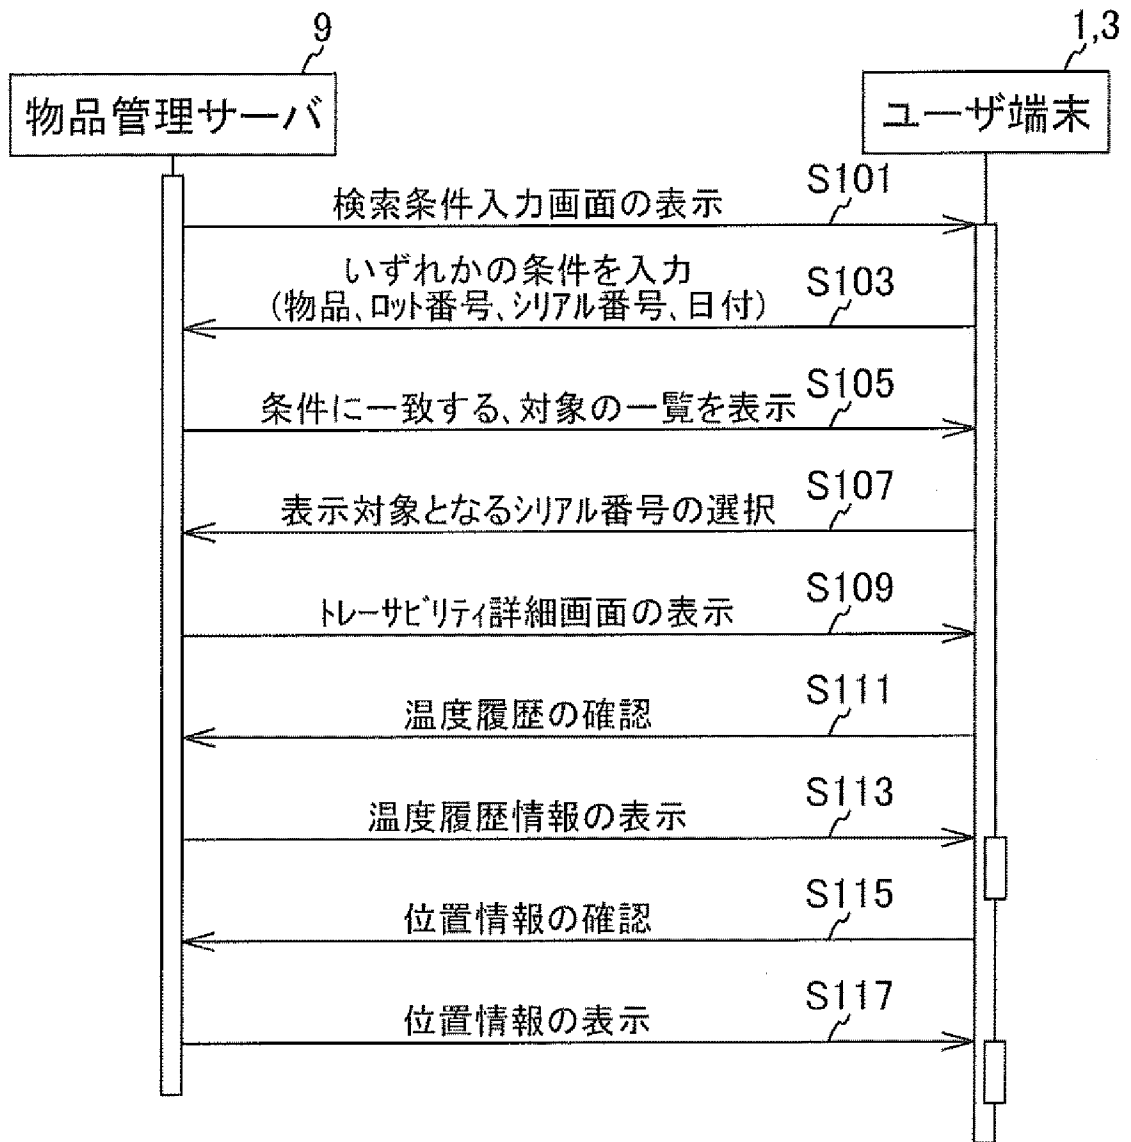 9
物品管理サーバ
1,3
ユーザ端末
S101
検索条件入力画面の表示
S103
いずれかの条件を入力
(物品、ロット番号、シリアル番号、日付)
S105
条件に一致する、対象の一覧を表示
S107
表示対象となるシリアル番号の選択
S109
トレーサビリティ詳細画面の表示
S111
温度履歴の確認
S113
温度履歴情報の表示
S115
位置情報の確認
S117
位置情報の表示